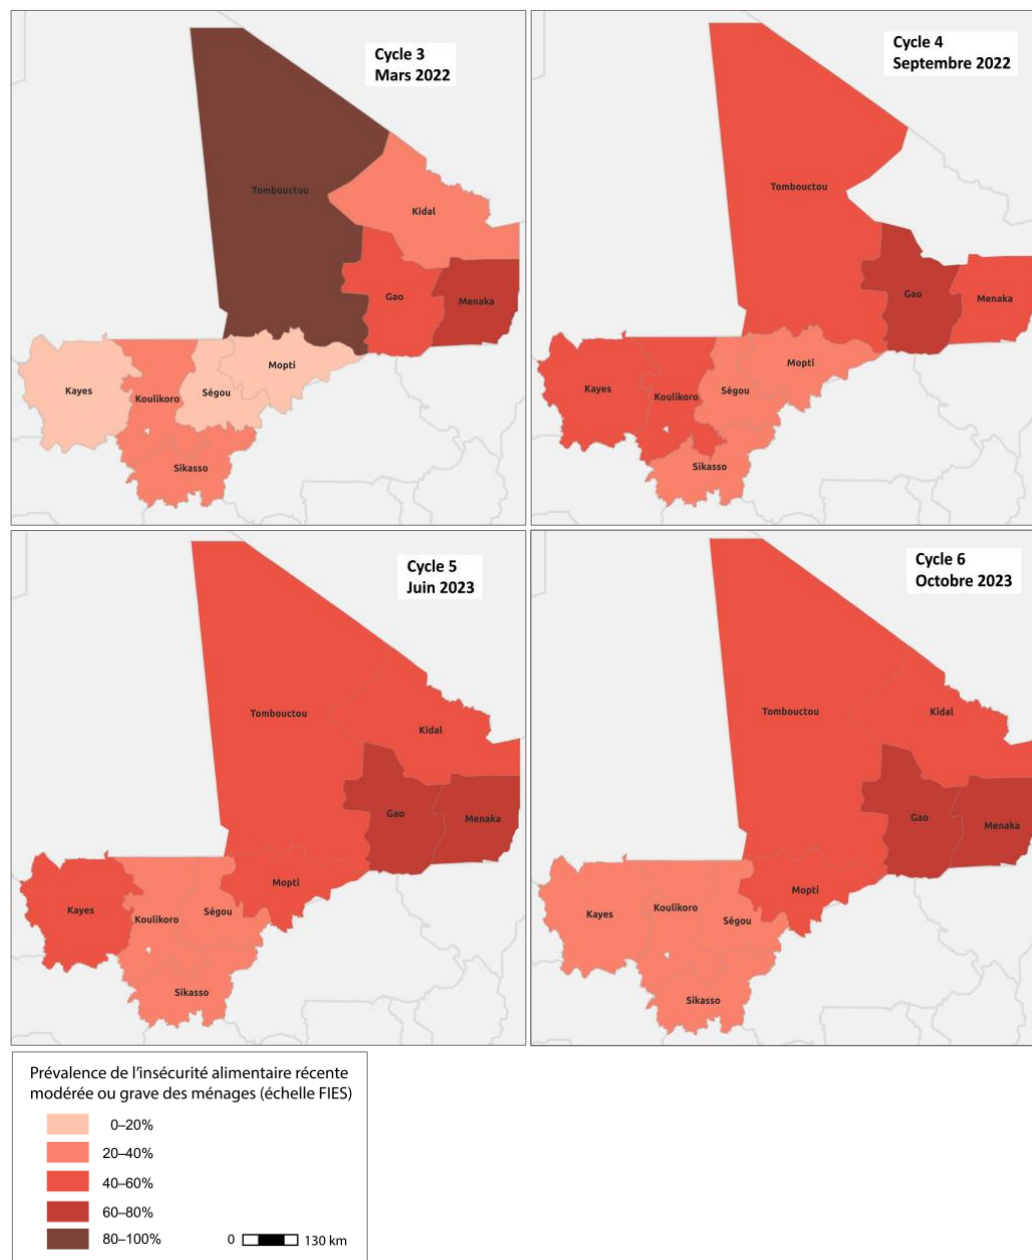 Cycle 3
Mars 2022
Tombouctou
Kidal
Gao
Menaka
Mopti
Kayes
Ségou
Koulikoro
Sikasso
Cycle 4
Septembre 2022
Tombouctou
Gao
Menaka
Mopti
Kayes
Ségou
Koulikoro
Sikasso
Cycle 5
Juin 2023
Tombouctou
Kidal
Gao
Menaka
Mopti
Kayes
Ségou
Koulikoro
Sikasso
Cycle 6
Octobre 2023
Tombouctou
Kidal
Gao
Menaka
Mopti
Kayes
Koulikoro
Ségou
Sikasso
Prévalence de l’insécurité alimentaire récente
modérée ou grave des ménages (échelle FIES)
0–20%
20–40%
40–60%
60–80%
80–100%
0 130 km